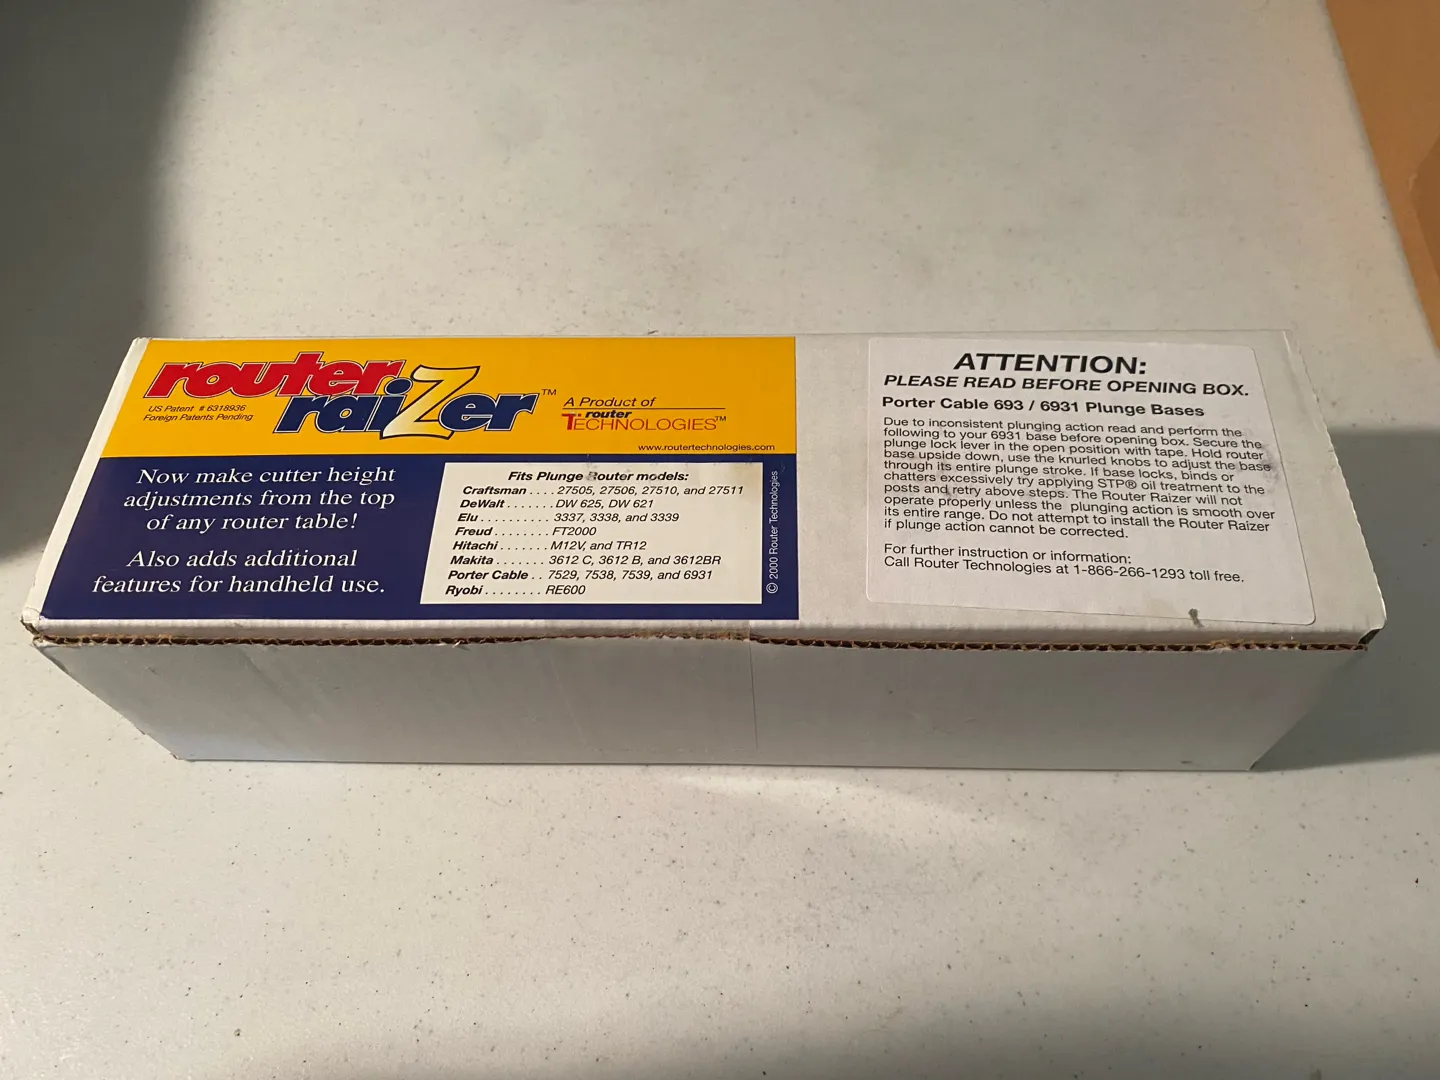 router
raizer™
US Patent # 6318936
Foreign Patents Pending
A Product of
router
TECHNOLOGIES™
www.routertechnologies.com
Now make cutter height
adjustments from the top
of any router table!
Also adds additional
features for handheld use.
Fits Plunge Router models:
Craftsman . . . . 27505, 27506, 27510, and 27511
DeWalt . . . . . . . DW 625, DW 621
Elu . . . . . . . . . . 3337, 3338, and 3339
Freud . . . . . . . . FT2000
Hitachi . . . . . . . M12V, and TR12
Makita . . . . . . . 3612 C, 3612 B, and 3612BR
Porter Cable . . 7529, 7538, 7539, and 6931
Ryobi . . . . . . . . RE600
© 2000 Router Technologies
ATTENTION:
PLEASE READ BEFORE OPENING BOX.
Porter Cable 693 / 6931 Plunge Bases
Due to inconsistent plunging action read and perform the
following to your 6931 base before opening box. Secure the
plunge lock lever in the open position with tape. Hold router
base upside down, use the knurled knobs to adjust the base
through its entire plunge stroke. If base locks, binds or
chatters excessively try applying STP® oil treatment to the
posts and retry above steps. The Router Raizer will not
operate properly unless the plunging action is smooth over
its entire range. Do not attempt to install the Router Raizer
if plunge action cannot be corrected.
For further instruction or information:
Call Router Technologies at 1-866-266-1293 toll free.